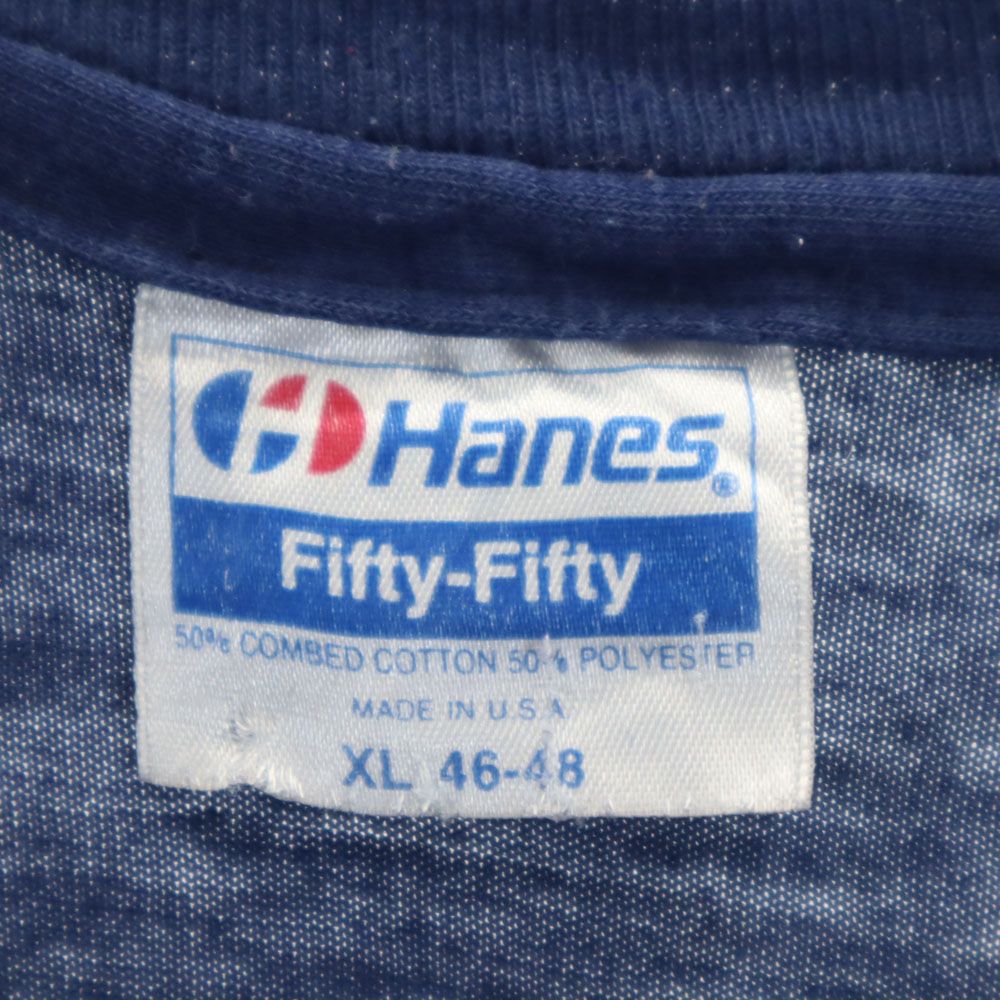 Hanes®
Fifty-Fifty
50% COMBED COTTON 50% POLYESTER
MADE IN U.S.A.
XL 46-48